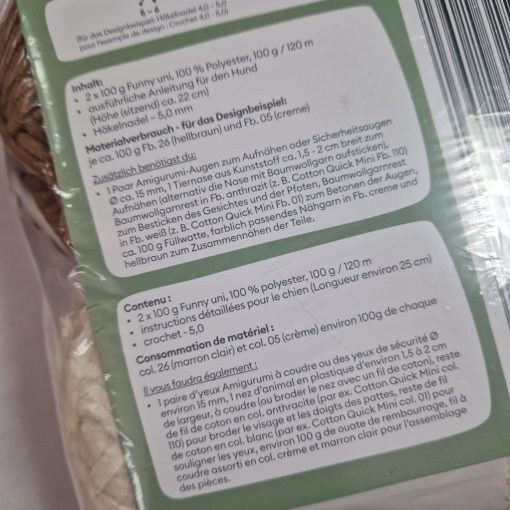 8 - 8
(für das Designbeispiel: Häkelnadel 4,0 - 5,0)
pour l'exemple de design : Crochet 4,0 - 5,0)
Inhalt:
• 2 x 100 g Funny uni, 100 % Polyester, 100 g / 120 m
• ausführliche Anleitung für den Hund
(Höhe (sitzend) ca. 22 cm)
• Häkelnadel - 5,0 mm
Materialverbrauch - für das Designbeispiel:
je ca. 100 g Fb. 26 (hellbraun) und Fb. 05 (creme)
Zusätzlich benötigst du:
• 1 Paar Amigurumi-Augen zum Aufnähen oder Sicherheitsaugen
Ø ca. 15 mm, 1 Tiernase aus Kunststoff ca. 1,5 - 2 cm breit zum
Aufnähen (alternativ die Nase mit Baumwollgarn aufsticken),
Baumwollgarnrest in Fb. anthrazit (z. B. Cotton Quick Mini Fb. 110)
zum Besticken des Gesichtes und der Pfoten, Baumwollgarnrest
in Fb. weiß (z. B. Cotton Quick Mini Fb. 01) zum Betonen der Augen,
ca. 100 g Füllwatte, farblich passendes Nähgarn in Fb. creme und
hellbraun zum Zusammennähen der Teile.
Contenu :
• 2 x 100 g Funny uni, 100 % polyester, 100 g / 120 m
• instructions détaillées pour le chien (Longueur environ 25 cm)
• crochet - 5,0
Consommation de matériel :
col. 26 (marron clair) et col. 05 (crème) environ 100g de chaque
Il vous faudra également :
• 1 paire d'yeux Amigurumi à coudre ou des yeux de sécurité Ø
environ 15 mm, 1 nez d'animal en plastique d'environ 1,5 à 2 cm
de largeur, à coudre (ou broder le nez avec un fil de coton), reste
de fil de coton en col. anthracite (par ex. Cotton Quick Mini col.
110) pour broder le visage et les doigts des pattes, reste de fil
de coton en col. blanc (par ex. Cotton Quick Mini col. 01) pour
souligner les yeux, environ 100 g de ouate de rembourrage, fil à
coudre assorti en col. crème et marron clair pour l'assemblage
des pièces.